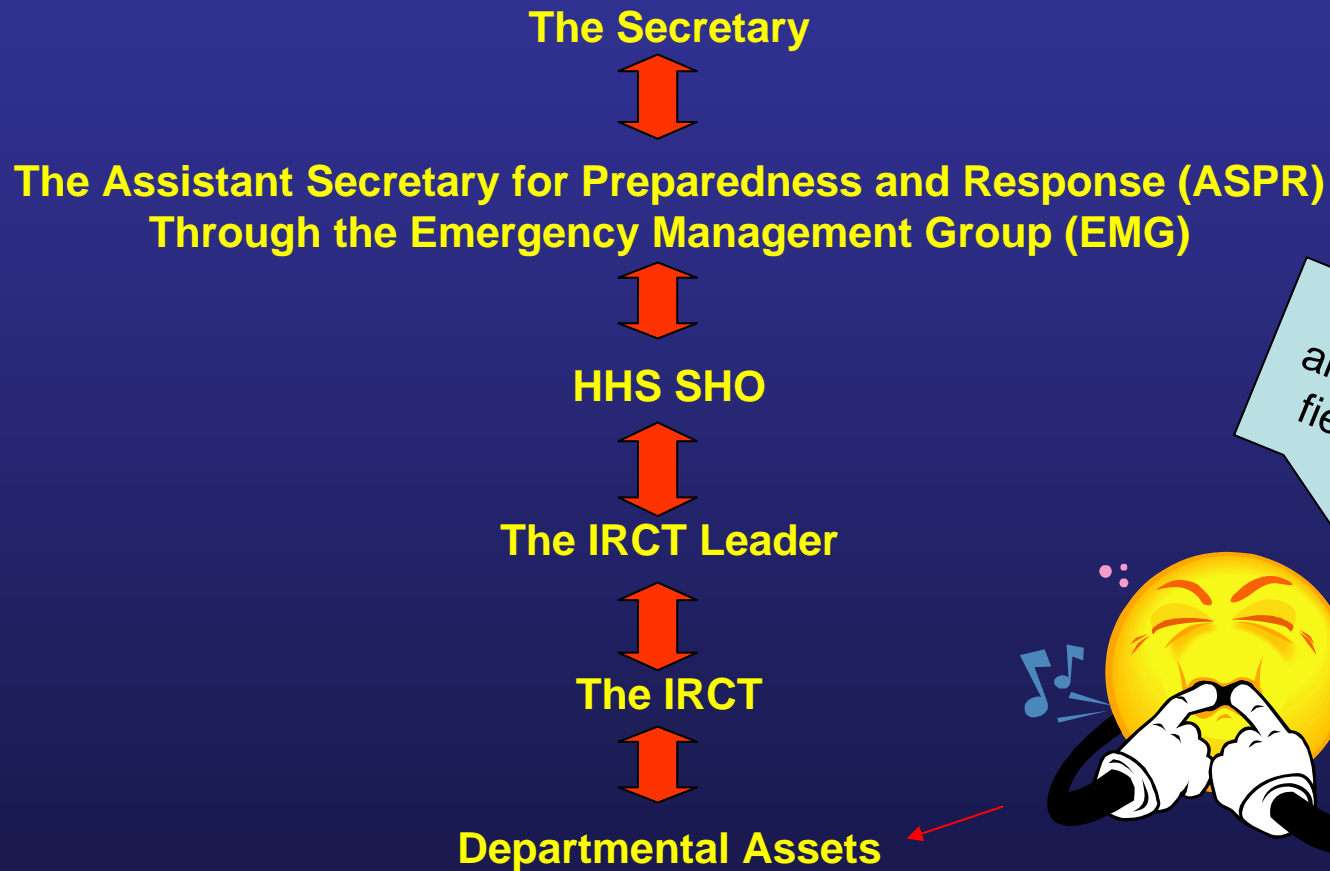 The Secretary
The Assistant Secretary for Preparedness and Response (ASPR)
Through the Emergency Management Group (EMG)
HHS SHO
The IRCT Leader
The IRCT
Departmental Assets